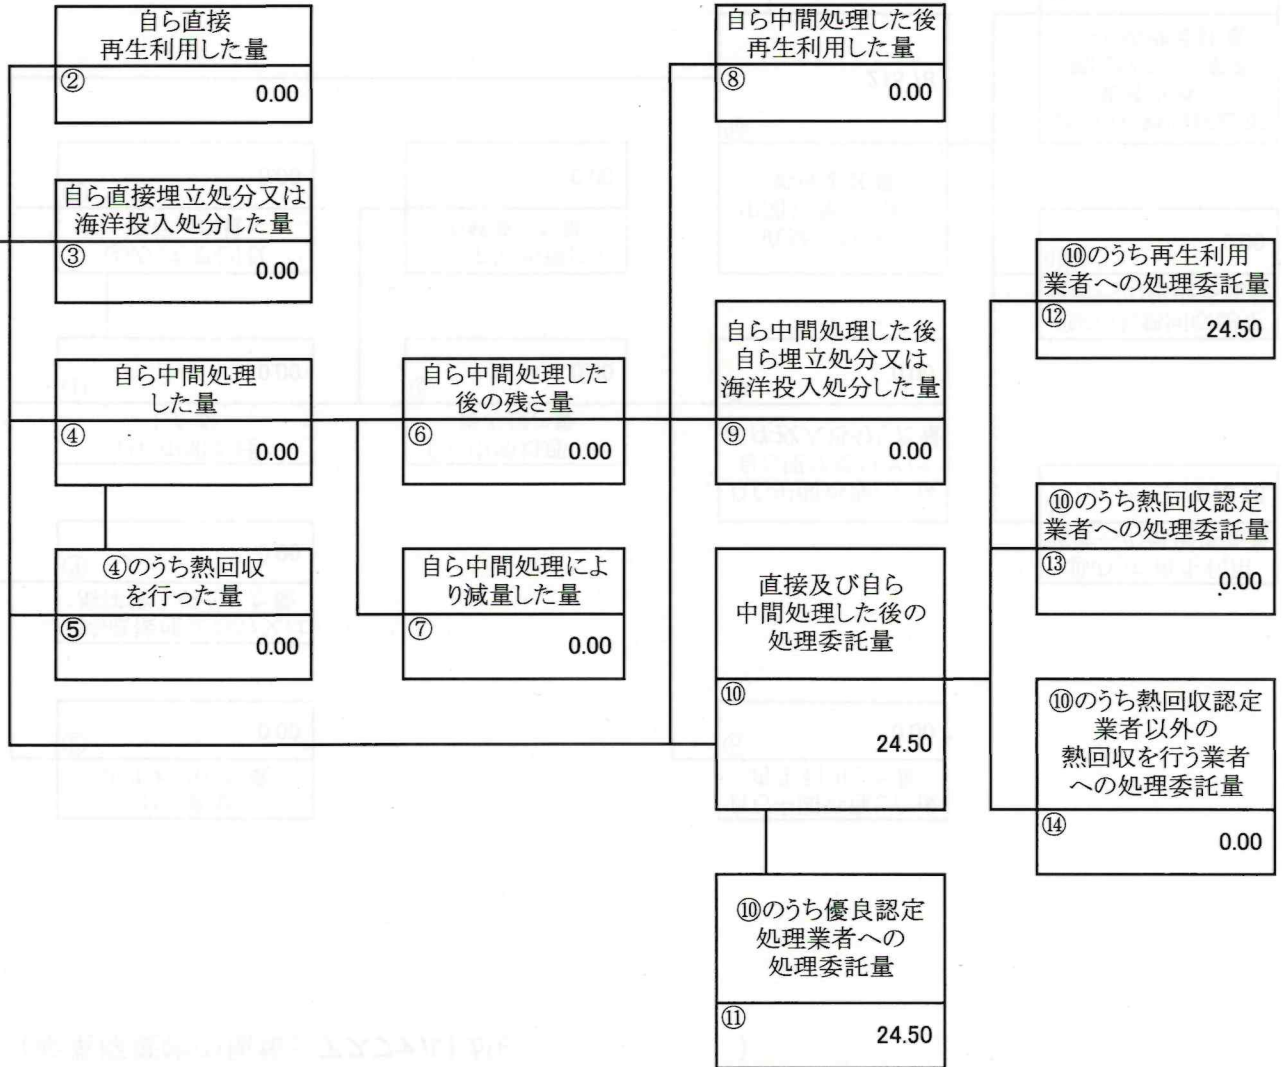 自ら直接
再生利用した量
②
0.00
自ら直接埋立処分又は
海洋投入処分した量
③
0.00
自ら中間処理
した量
④
0.00
④のうち熱回収
を行った量
⑤
0.00
自ら中間処理した
後の残さ量
⑥
0.00
自ら中間処理によ
り減量した量
⑦
0.00
自ら中間処理した後
再生利用した量
⑧
0.00
自ら中間処理した後
自ら埋立処分又は
海洋投入処分した量
⑨
0.00
直接及び自ら
中間処理した後の
処理委託量
⑩
24.50
⑩のうち優良認定
処理業者への
処理委託量
⑪
24.50
⑩のうち再生利用
業者への処理委託量
⑫
24.50
⑩のうち熱回収認定
業者への処理委託量
⑬
0.00
⑩のうち熱回収認定
業者以外の
熱回収を行う業者
への処理委託量
⑭
0.00